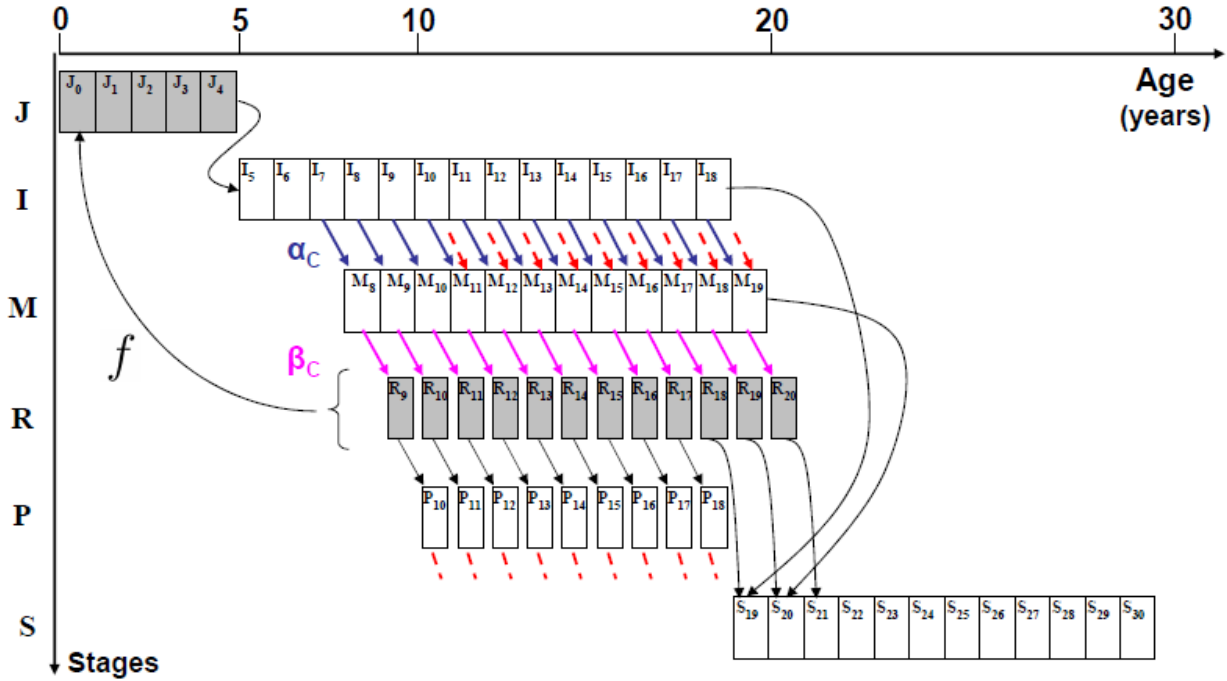 0 5 10 20 30
Age
(years)
J J₀ J₁ J₂ J₃ J₄
I I₅ I₆ I₇ I₈ I₉ I₁₀ I₁₁ I₁₂ I₁₃ I₁₄ I₁₅ I₁₆ I₁₇ I₁₈
α_C
M M₈ M₉ M₁₀ M₁₁ M₁₂ M₁₃ M₁₄ M₁₅ M₁₆ M₁₇ M₁₈ M₁₉
f
β_C
R R₉ R₁₀ R₁₁ R₁₂ R₁₃ R₁₄ R₁₅ R₁₆ R₁₇ R₁₈ R₁₉ R₂₀
P P₁₀ P₁₁ P₁₂ P₁₃ P₁₄ P₁₅ P₁₆ P₁₇ P₁₈
S S₁₉ S₂₀ S₂₁ S₂₂ S₂₃ S₂₄ S₂₅ S₂₆ S₂₇ S₂₈ S₂₉ S₃₀
Stages